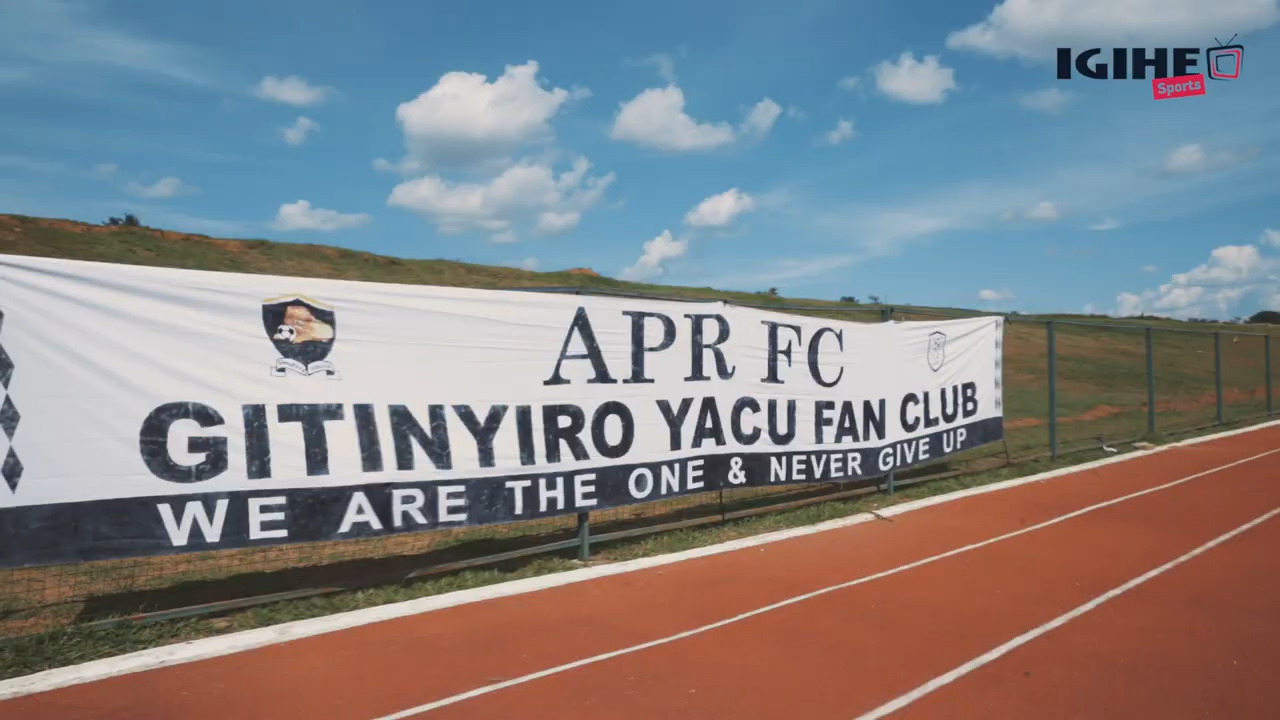 IGIHE
Sports
APR FC
GITINYIRO YACU FAN CLUB
WE ARE THE ONE & NEVER GIVE UP